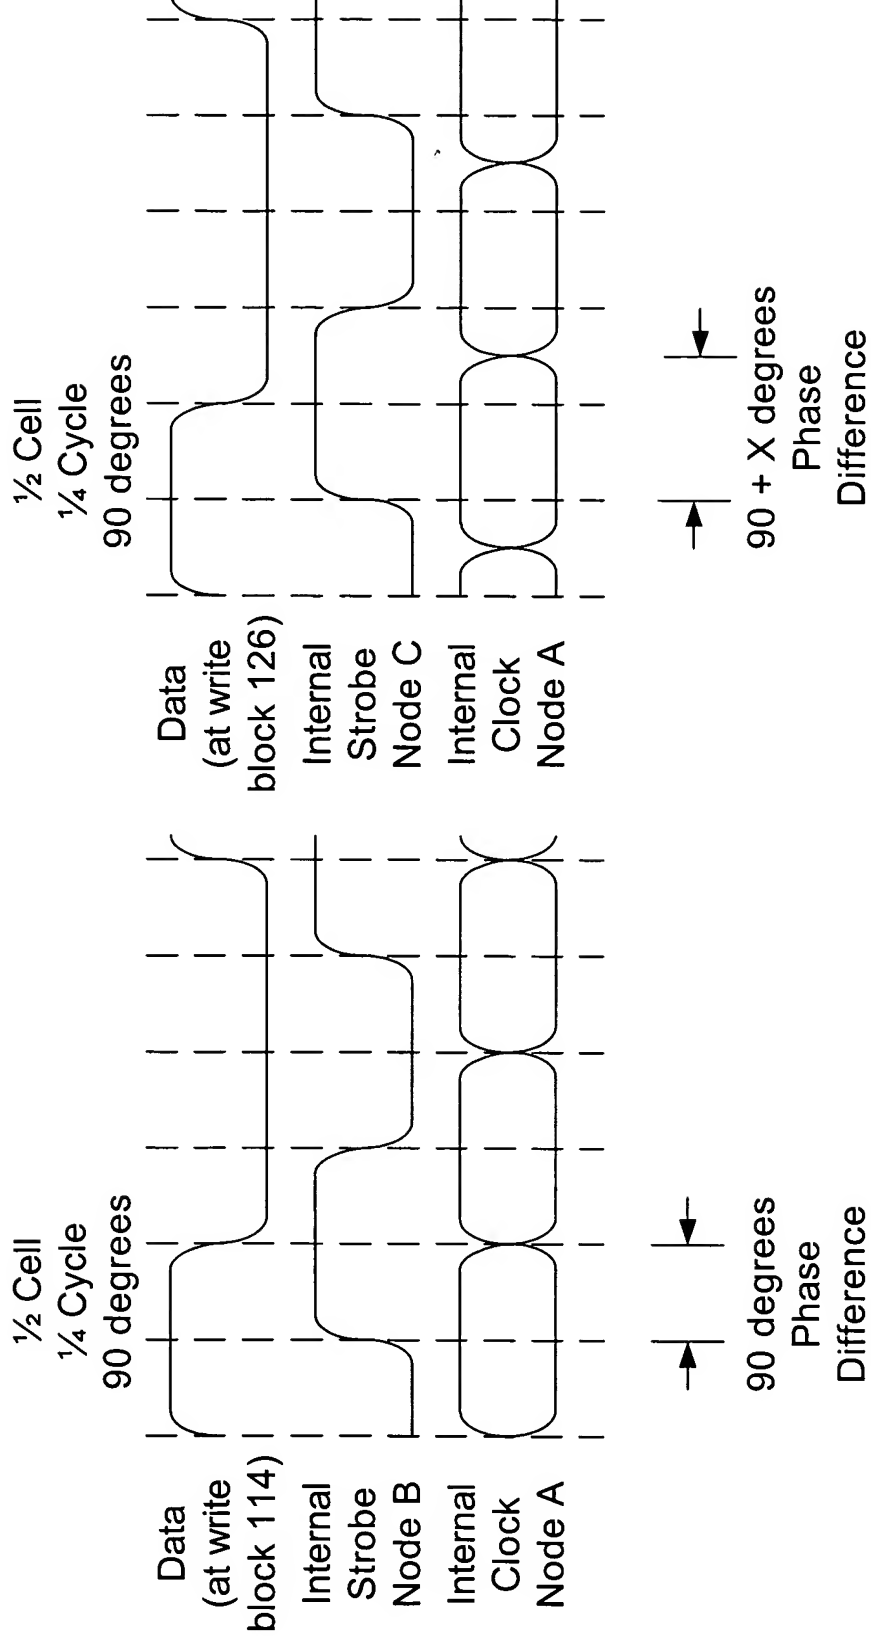 ½ Cell
¼ Cycle
90 degrees
Data
(at write
block 114)
Internal
Strobe
Node B
Internal
Clock
Node A
90 degrees
Phase
Difference
½ Cell
¼ Cycle
90 degrees
Data
(at write
block 126)
Internal
Strobe
Node C
Internal
Clock
Node A
90 + X degrees
Phase
Difference